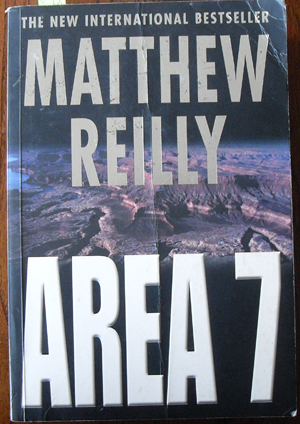 THE NEW INTERNATIONAL BESTSELLER
MATTHEW
REILLY
AREA 7